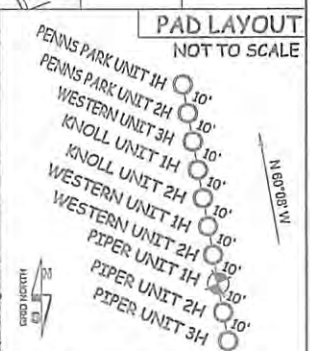 PAD LAYOUT
NOT TO SCALE
PENNS PARK UNIT 1H
10'
PENNS PARK UNIT 2H
10'
WESTERN UNIT 3H
10'
KNOLL UNIT 1H
10'
KNOLL UNIT 2H
10'
WESTERN UNIT 1H
10'
WESTERN UNIT 2H
10'
PIPER UNIT 1H
10'
PIPER UNIT 2H
10'
PIPER UNIT 3H
N 60°08' W
N
GRID NORTH